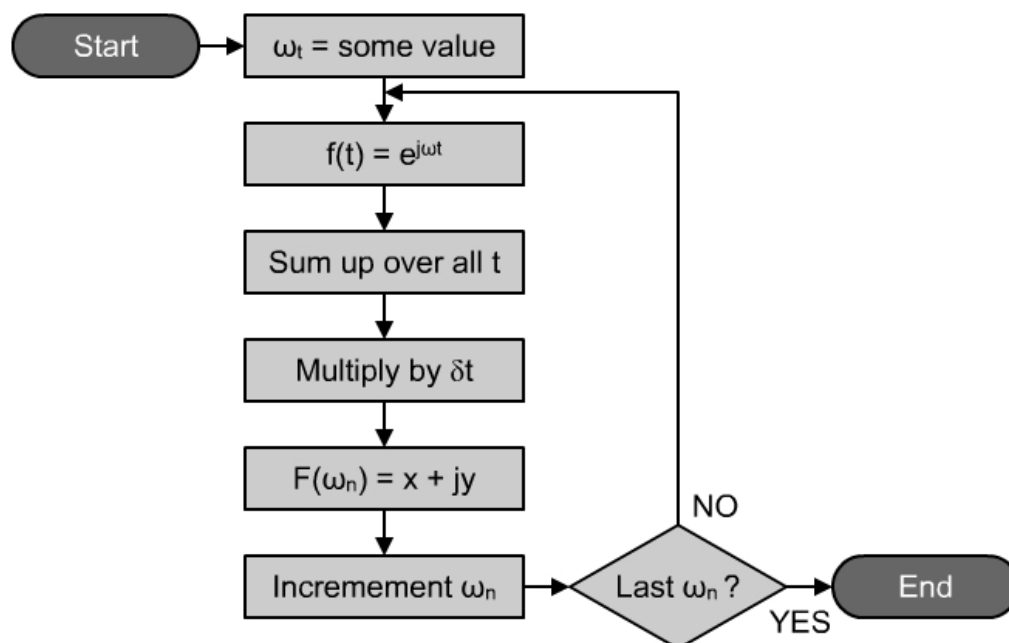 Start
ωₜ = some value
f(t) = e^jωt
Sum up over all t
Multiply by δt
F(ωₙ) = x + jy
Incremement ωₙ
Last ωₙ ?
NO
YES
End